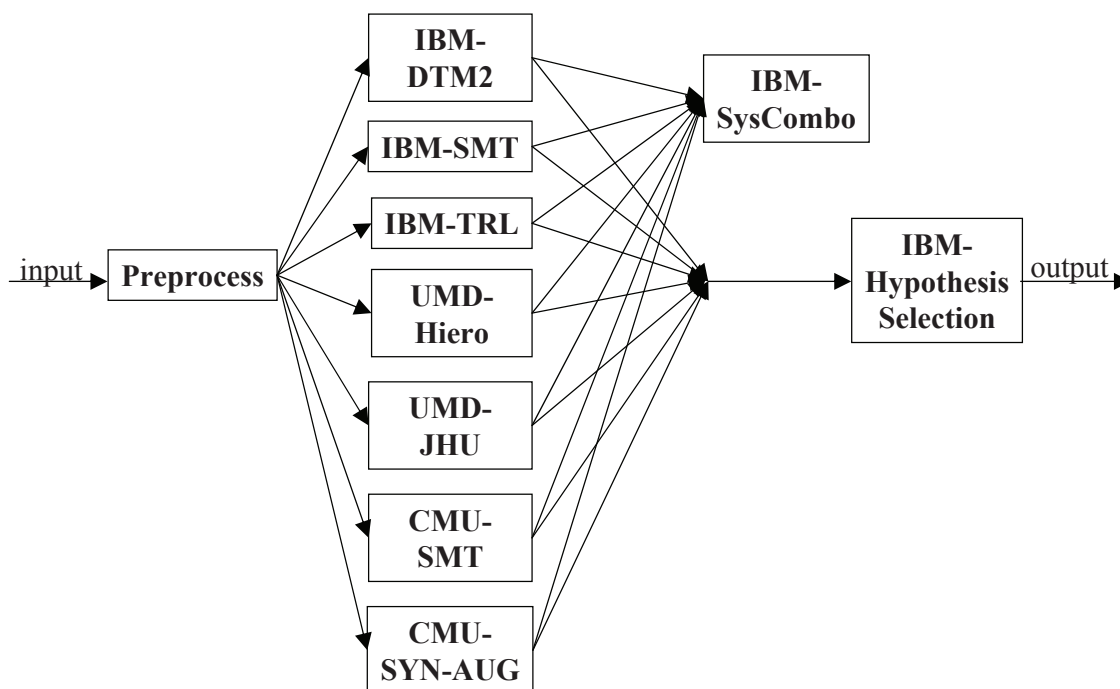 input
Preprocess
IBM-
DTM2
IBM-SMT
IBM-TRL
UMD-
Hiero
UMD-
JHU
CMU-
SMT
CMU-
SYN-AUG
IBM-
SysCombo
IBM-
Hypothesis
Selection
output